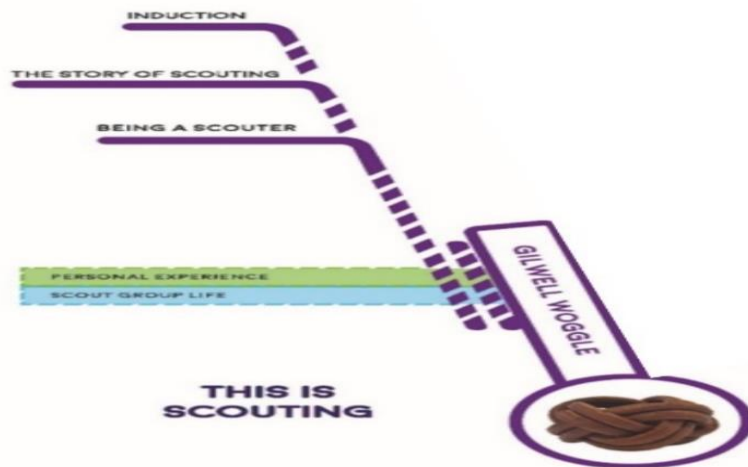 INDUCTION
THE STORY OF SCOUTING
BEING A SCOUTER
GILWELL WOGGLE
PERSONAL EXPERIENCE
SCOUT GROUP LIFE
THIS IS
SCOUTING